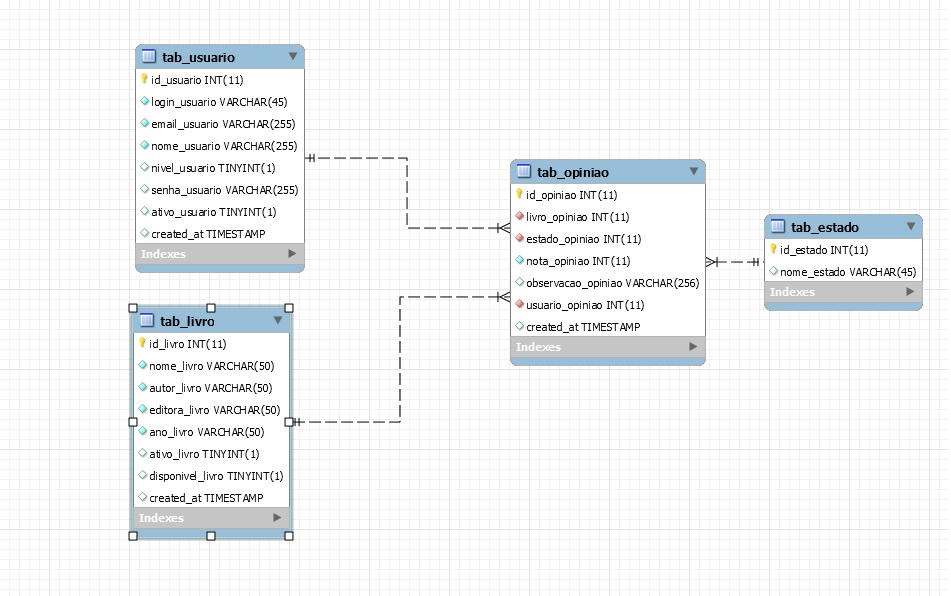 tab_usuario
id_usuario INT(11)
login_usuario VARCHAR(45)
email_usuario VARCHAR(255)
nome_usuario VARCHAR(255)
nivel_usuario TINYINT(1)
senha_usuario VARCHAR(255)
ativo_usuario TINYINT(1)
created_at TIMESTAMP
Indexes
tab_livro
id_livro INT(11)
nome_livro VARCHAR(50)
autor_livro VARCHAR(50)
editora_livro VARCHAR(50)
ano_livro VARCHAR(50)
ativo_livro TINYINT(1)
disponivel_livro TINYINT(1)
created_at TIMESTAMP
Indexes
tab_opiniao
id_opiniao INT(11)
livro_opiniao INT(11)
estado_opiniao INT(11)
nota_opiniao INT(11)
observacao_opiniao VARCHAR(256)
usuario_opiniao INT(11)
created_at TIMESTAMP
Indexes
tab_estado
id_estado INT(11)
nome_estado VARCHAR(45)
Indexes